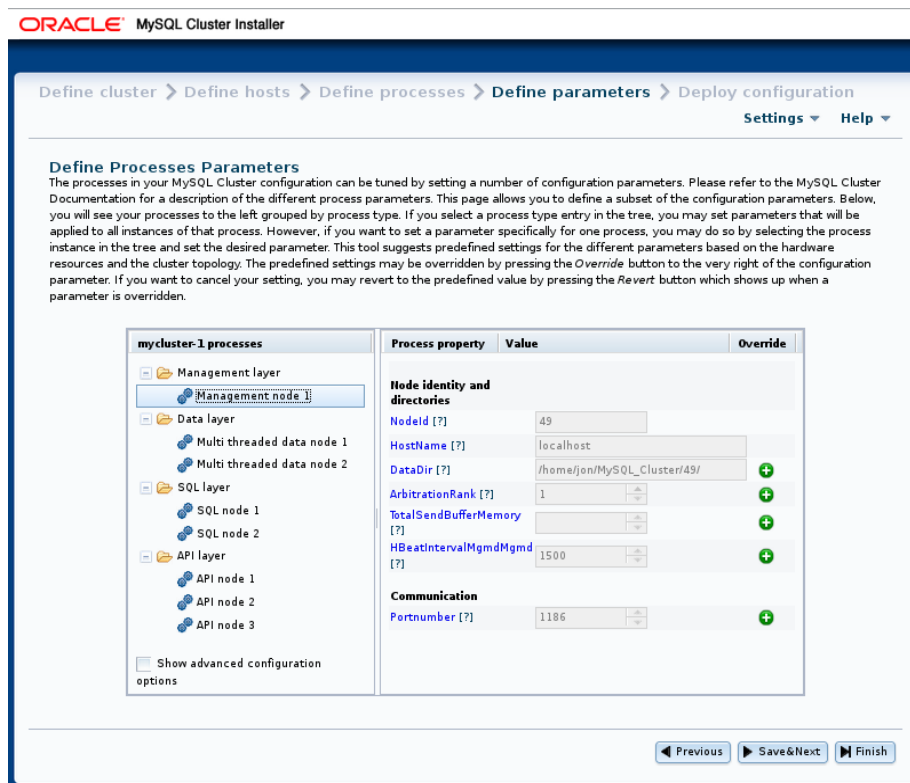 ORACLE® MySQL Cluster Installer
Define cluster > Define hosts > Define processes > Define parameters > Deploy configuration
Settings Help
Define Processes Parameters
The processes in your MySQL Cluster configuration can be tuned by setting a number of configuration parameters. Please refer to the MySQL Cluster
Documentation for a description of the different process parameters. This page allows you to define a subset of the configuration parameters. Below,
you will see your processes to the left grouped by process type. If you select a process type entry in the tree, you may set parameters that will be
applied to all instances of that process. However, if you want to set a parameter specifically for one process, you may do so by selecting the process
instance in the tree and set the desired parameter. This tool suggests predefined settings for the different parameters based on the hardware
resources and the cluster topology. The predefined settings may be overridden by pressing the Override button to the very right of the configuration
parameter. If you want to cancel your setting, you may revert to the predefined value by pressing the Revert button which shows up when a
parameter is overridden.
mycluster-1 processes
Management layer
Management node 1
Data layer
Multi threaded data node 1
Multi threaded data node 2
SQL layer
SQL node 1
SQL node 2
API layer
API node 1
API node 2
API node 3
Show advanced configuration
options
Process property Value Override
Node identity and
directories
NodeId [?] 49
HostName [?] localhost
DataDir [?] /home/jon/MySQL_Cluster/49/
ArbitrationRank [?] 1
TotalSendBufferMemory
[?]
HBeatIntervalMgmdMgmd
[?] 1500
Communication
Portnumber [?] 1186
Previous Save&Next Finish